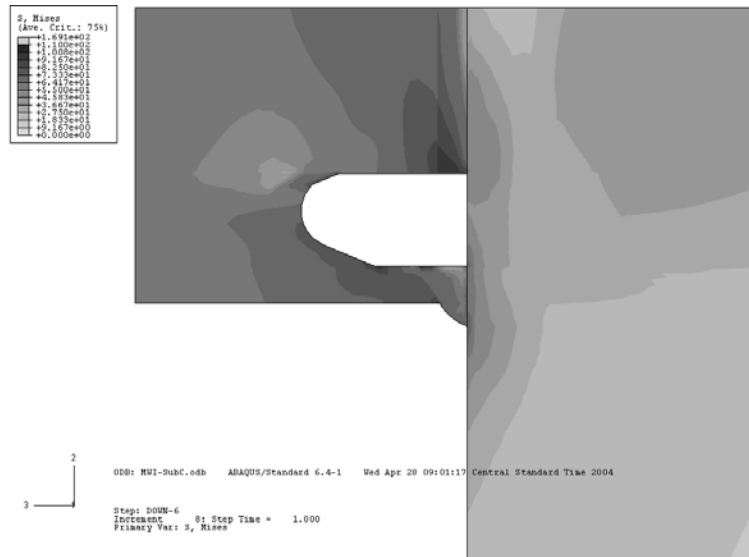 S, Mises
(Ave. Crit.: 75%)
+1.691e+02
+1.100e+02
+1.008e+02
+9.167e+01
+8.250e+01
+7.333e+01
+6.417e+01
+5.500e+01
+4.583e+01
+3.667e+01
+2.750e+01
+1.833e+01
+9.167e+00
+0.000e+00
2
3
ODB: MWI-SubC.odb ABAQUS/Standard 6.4-1 Wed Apr 28 09:01:17 Central Standard Time 2004
Step: DOWN-6
Increment 8: Step Time = 1.000
Primary Var: S, Mises